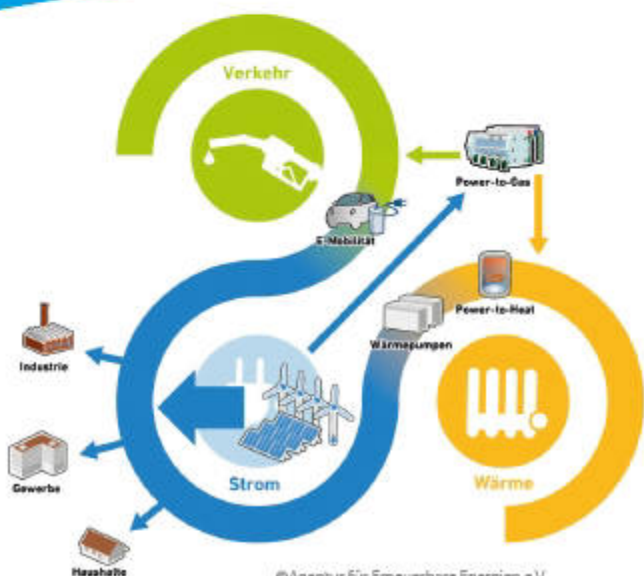 Verkehr
Power-to-Gas
E-Mobilität
Power-to-Heat
Wärmepumpen
Industrie
Gewerbe
Strom
Wärme
Haushalte
©Agentur für Erneuerbare Energien e.V.